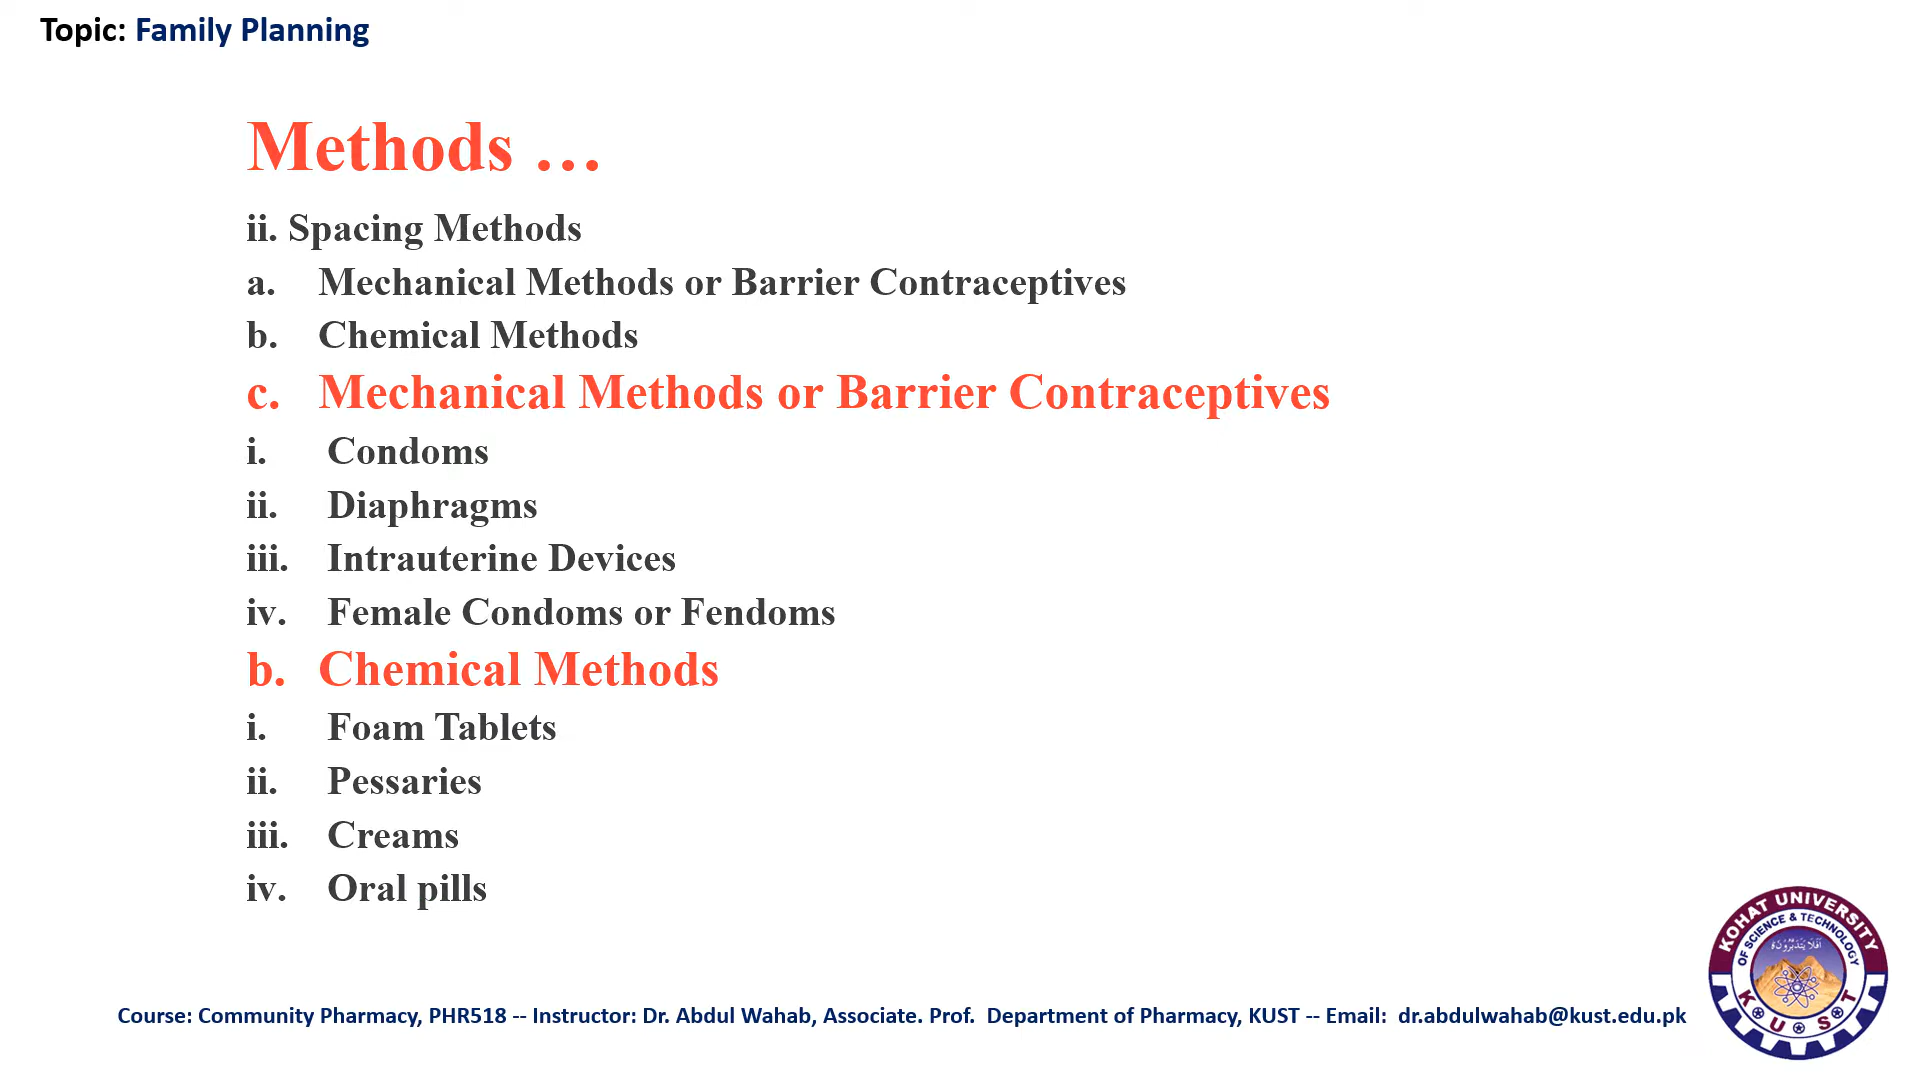 Topic: Family Planning
Methods …
ii. Spacing Methods
a. Mechanical Methods or Barrier Contraceptives
b. Chemical Methods
c. Mechanical Methods or Barrier Contraceptives
i. Condoms
ii. Diaphragms
iii. Intrauterine Devices
iv. Female Condoms or Fendoms
b. Chemical Methods
i. Foam Tablets
ii. Pessaries
iii. Creams
iv. Oral pills
KOHAT UNIVERSITY
OF SCIENCE & TECHNOLOGY
K U S T
Course: Community Pharmacy, PHR518 -- Instructor: Dr. Abdul Wahab, Associate. Prof. Department of Pharmacy, KUST -- Email: dr.abdulwahab@kust.edu.pk